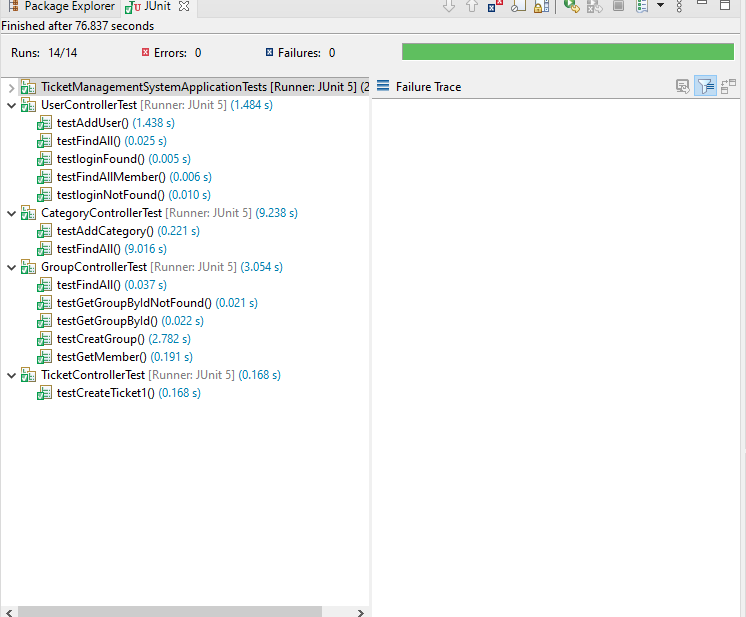 Package Explorer JUnit
Finished after 76.837 seconds
Runs: 14/14 Errors: 0 Failures: 0
TicketManagementSystemApplicationTests [Runner: JUnit 5] (2
Failure Trace
UserControllerTest [Runner: JUnit 5] (1.484 s)
testAddUser() (1.438 s)
testFindAll() (0.025 s)
testloginFound() (0.005 s)
testFindAllMember() (0.006 s)
testloginNotFound() (0.010 s)
CategoryControllerTest [Runner: JUnit 5] (9.238 s)
testAddCategory() (0.221 s)
testFindAll() (9.016 s)
GroupControllerTest [Runner: JUnit 5] (3.054 s)
testFindAll() (0.037 s)
testGetGroupByIdNotFound() (0.021 s)
testGetGroupById() (0.022 s)
testCreatGroup() (2.782 s)
testGetMember() (0.191 s)
TicketControllerTest [Runner: JUnit 5] (0.168 s)
testCreateTicket1() (0.168 s)